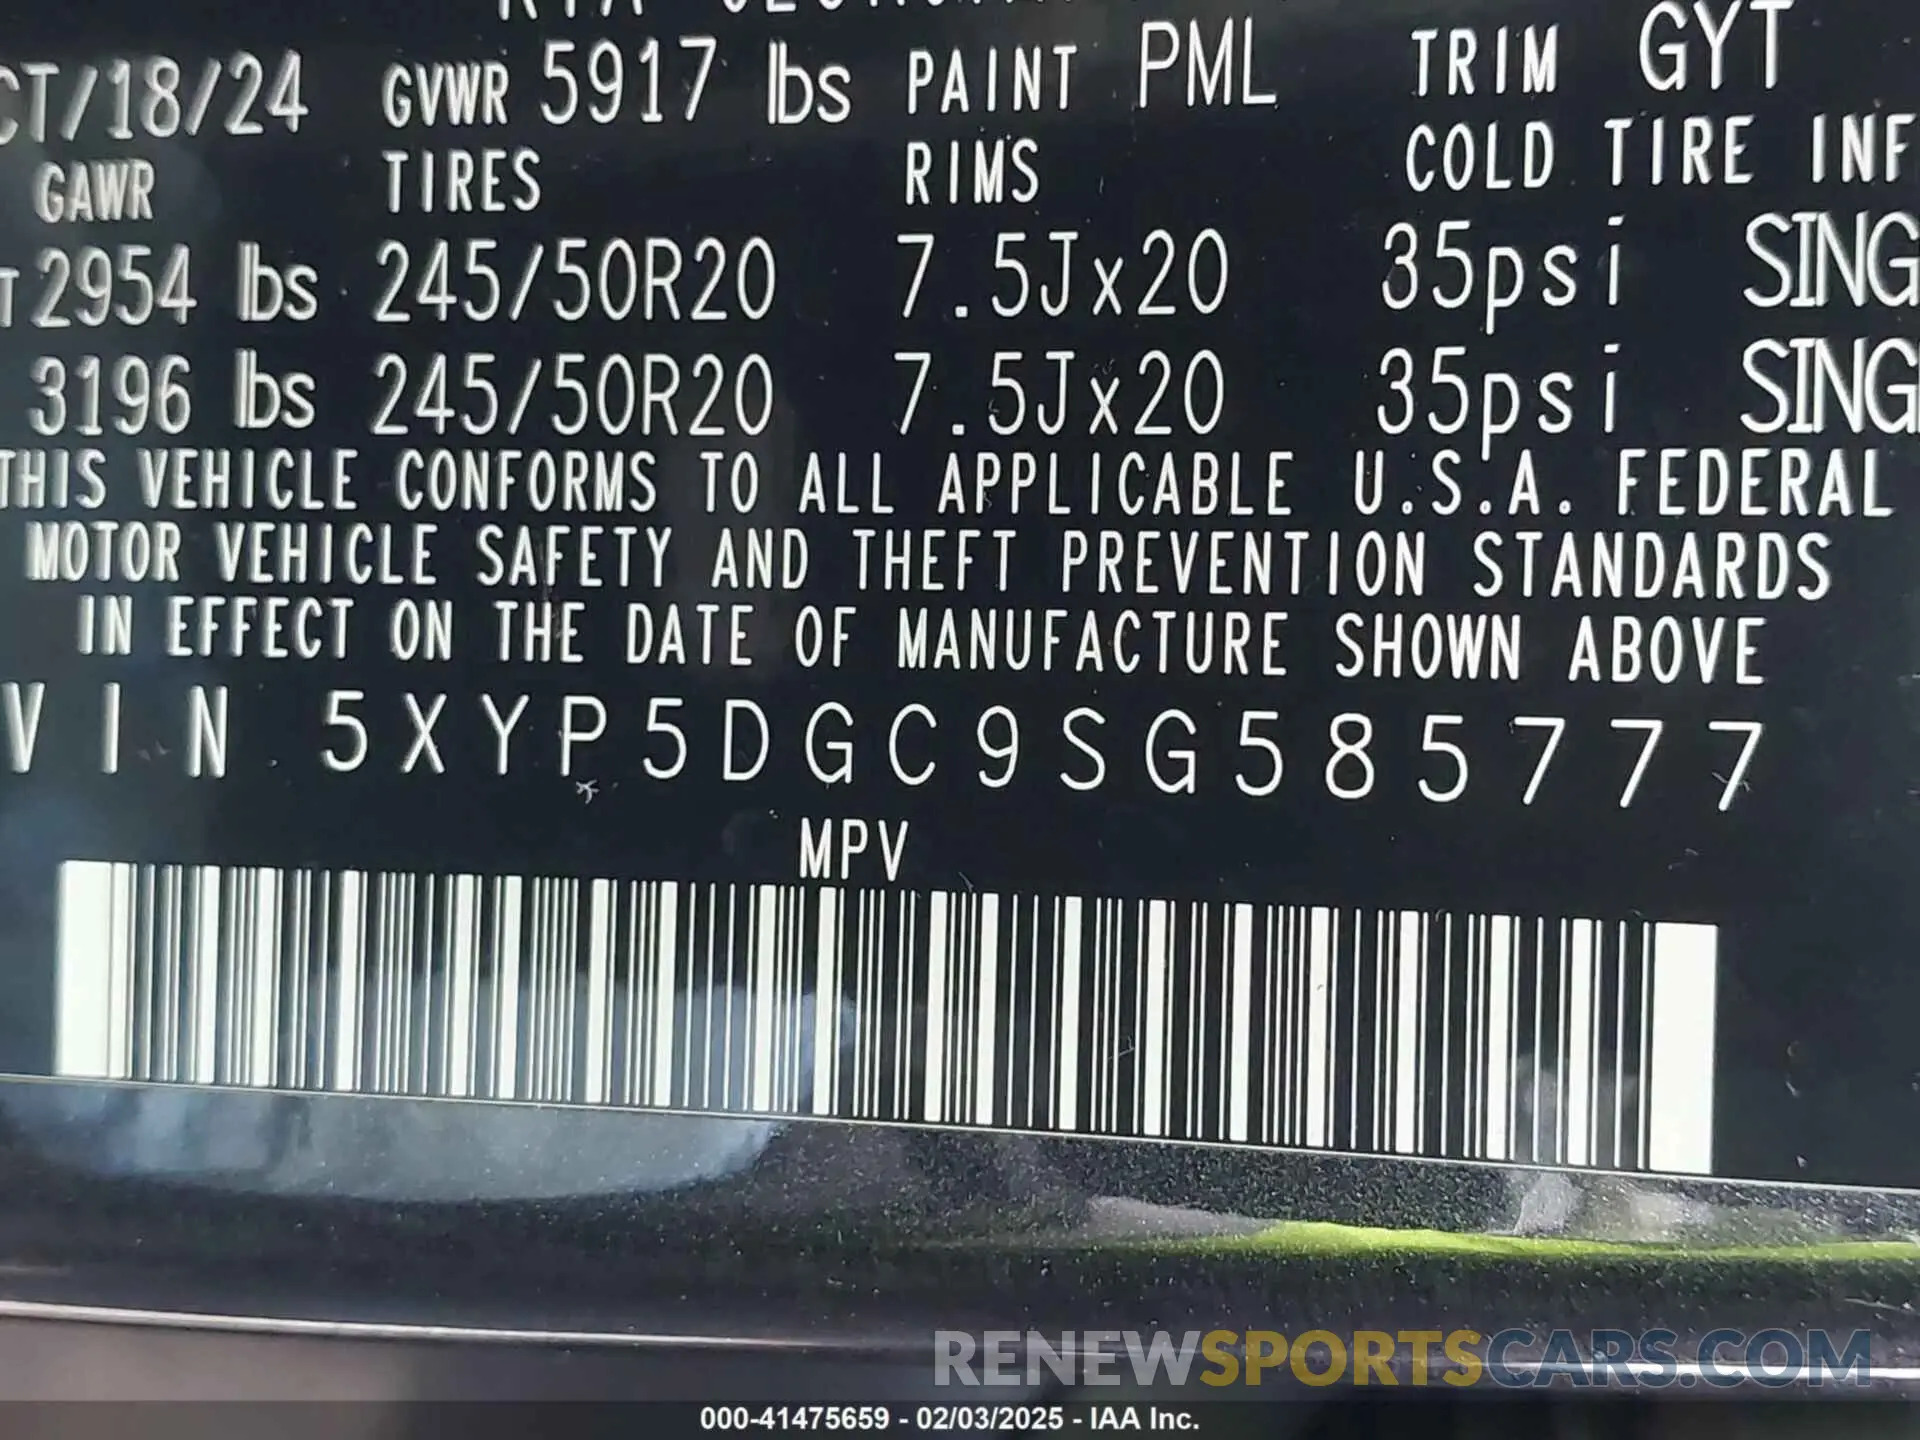 CT/18/24 GVWR 5917 lbs PAINT PML TRIM GYT
GAWR TIRES RIMS COLD TIRE INF
T 2954 lbs 245/50R20 7.5Jx20 35psi SING
3196 lbs 245/50R20 7.5Jx20 35psi SING
THIS VEHICLE CONFORMS TO ALL APPLICABLE U.S.A. FEDERAL
MOTOR VEHICLE SAFETY AND THEFT PREVENTION STANDARDS
IN EFFECT ON THE DATE OF MANUFACTURE SHOWN ABOVE
VIN 5XYP5DGC9SG585777
MPV
RENEWSPORTSCARS.COM
000-41475659 - 02/03/2025 - IAA Inc.